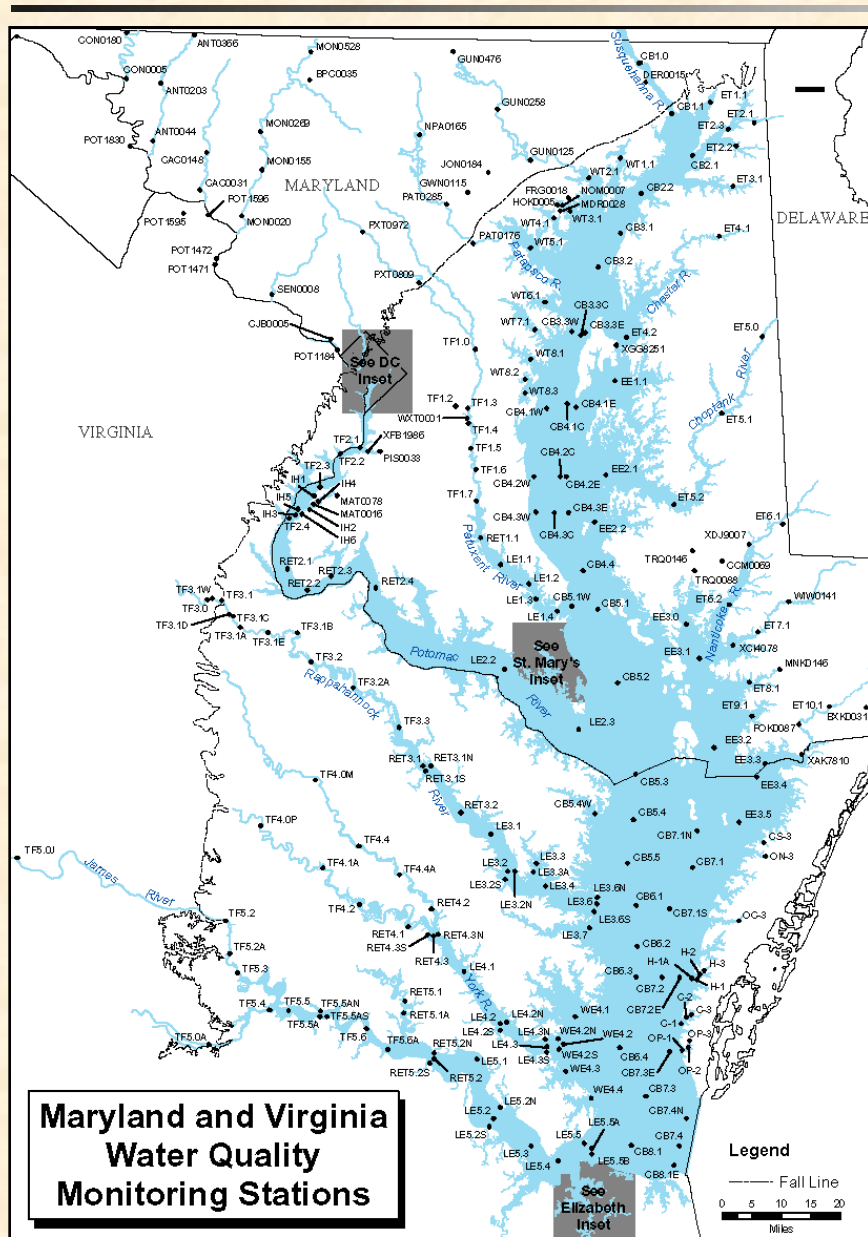 CON0180
ANT0366
MON0528
GUN0476
CB1.0
Susquehanna R.
DER0015
CON0005
ANT0203
BPC0035
GUN0258
CB1.1
ET1.1
ET2.1
ET2.3
POT1830
ANT0044
MON0269
NPA0165
CAC0148
MON0155
JON0184
GUN0125
WT2.1
WT1.1
CB2.1
ET2.2
CAC0031
MARYLAND
GWN0115
PAT0285
FRG0018
NOM0007
HOK0005
MDR0028
CB2.2
ET3.1
POT1596
POT1595
MON0020
PXT0972
PAT0176
WT4.1
WT3.1
WT5.1
CB3.1
ET4.1
DELAWARE
Patapsco R.
POT1472
POT1471
PXT0809
CB3.2
Chester R.
SEN0008
WT6.1
CJB0005
POT1184
See DC
Inset
TF1.0
WT7.1
CB3.3W
CB3.3C
CB3.3E
ET4.2
XGG8251
ET5.0
WT8.1
WT8.2
WT8.3
EE1.1
Choptank
River
TF1.2
TF1.3
WXT0001
TF1.4
CB4.1W
CB4.1E
CB4.1C
ET5.1
VIRGINIA
TF2.1
XFB1986
TF2.2
PIS0033
TF1.5
TF1.6
CB4.2C
CB4.2W
CB4.2E
EE2.1
TF2.3
IH1
IH4
IH5
MAT0078
MAT0016
IH3
IH2
IH6
TF2.4
TF1.7
CB4.3W
CB4.3E
CB4.3C
EE2.2
ET5.2
ET6.1
RET1.1
Patuxent
River
XDJ9007
TRQ0146
CCM0069
TRQ0088
RET2.1
RET2.2
RET2.3
RET2.4
LE1.1
LE1.2
LE1.3
LE1.4
CB4.4
CB5.1W
CB5.1
ET6.2
Nanticoke R.
WIW0141
TF3.1W
TF3.1
TF3.0
TF3.1C
TF3.1D
TF3.1A
TF3.1E
TF3.1B
EE3.0
ET7.1
XCI4078
See
St. Mary's
Inset
Potomac
River
TF3.2
LE2.2
EE3.1
MNKD146
CB5.2
ET8.1
Rappahannock
River
TF3.2A
ET9.1
ET10.1
BXKD031
POKD087
TF3.3
LE2.3
EE3.2
XAK7810
EE3.3
RET3.1
RET3.1N
RET3.1S
CB5.3
EE3.4
TF4.0M
RET3.2
CB5.4W
CB5.4
EE3.5
TF4.0P
LE3.1
CB7.1N
CS-3
TF5.0J
TF4.4
James
River
TF4.1A
TF4.4A
LE3.2
LE3.3
LE3.3A
LE3.2S
LE3.4
LE3.2N
CB5.5
CB7.1
ON-3
TF4.2
RET4.2
LE3.6N
LE3.6
CB6.1
LE3.6S
CB7.1S
OC-3
TF5.2
RET4.1
RET4.3N
RET4.3S
RET4.3
LE3.7
TF5.2A
TF5.3
LE4.1
York R.
CB6.2
H-2
H-1A
H-3
CB6.3
CB7.2
H-1
CB7.2E
RET5.1
RET5.1A
C-2
C-3
TF5.4
TF5.5
TF5.5AN
TF5.5A
TF5.5AS
LE4.2
LE4.2N
LE4.2S
WE4.1
C-1
TF5.6
TF5.0A
LE4.3N
LE4.3
LE4.3S
WE4.2N
WE4.2
WE4.2S
OP-1
OP-3
TF5.6A
RET5.2N
RET5.2S
RET5.2
LE5.1
CB6.4
CB7.3E
OP-2
WE4.3
WE4.4
CB7.3
LE5.2N
LE5.2
LE5.2S
CB7.4N
LE5.3
LE5.5
LE5.5A
LE5.5B
LE5.4
CB8.1
CB7.4
CB8.1E
See
Elizabeth
Inset
Maryland and Virginia
Water Quality
Monitoring Stations
Legend
Fall Line
0 5 10 15 20
Miles